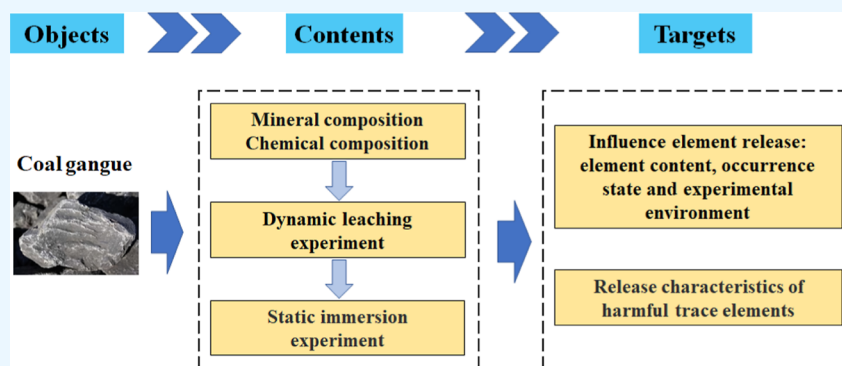 Objects
Contents
Targets
Coal gangue
Mineral composition
Chemical composition
Dynamic leaching
experiment
Static immersion
experiment
Influence element release:
element content, occurrence
state and experimental
environment
Release characteristics of
harmful trace elements